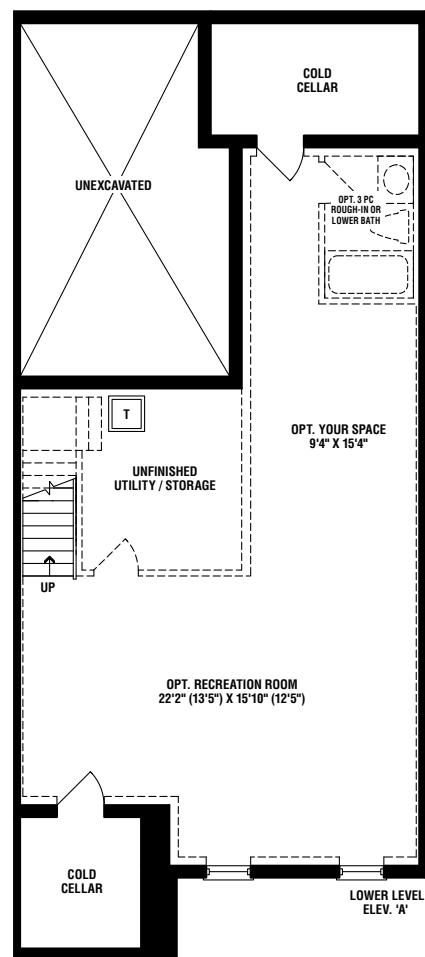 COLD
CELLAR
UNEXCAVATED
OPT. 3 PC
ROUGH-IN OR
LOWER BATH
T
OPT. YOUR SPACE
9'4" X 15'4"
UNFINISHED
UTILITY / STORAGE
UP
OPT. RECREATION ROOM
22'2" (13'5") X 15'10" (12'5")
COLD
CELLAR
LOWER LEVEL
ELEV. 'A'